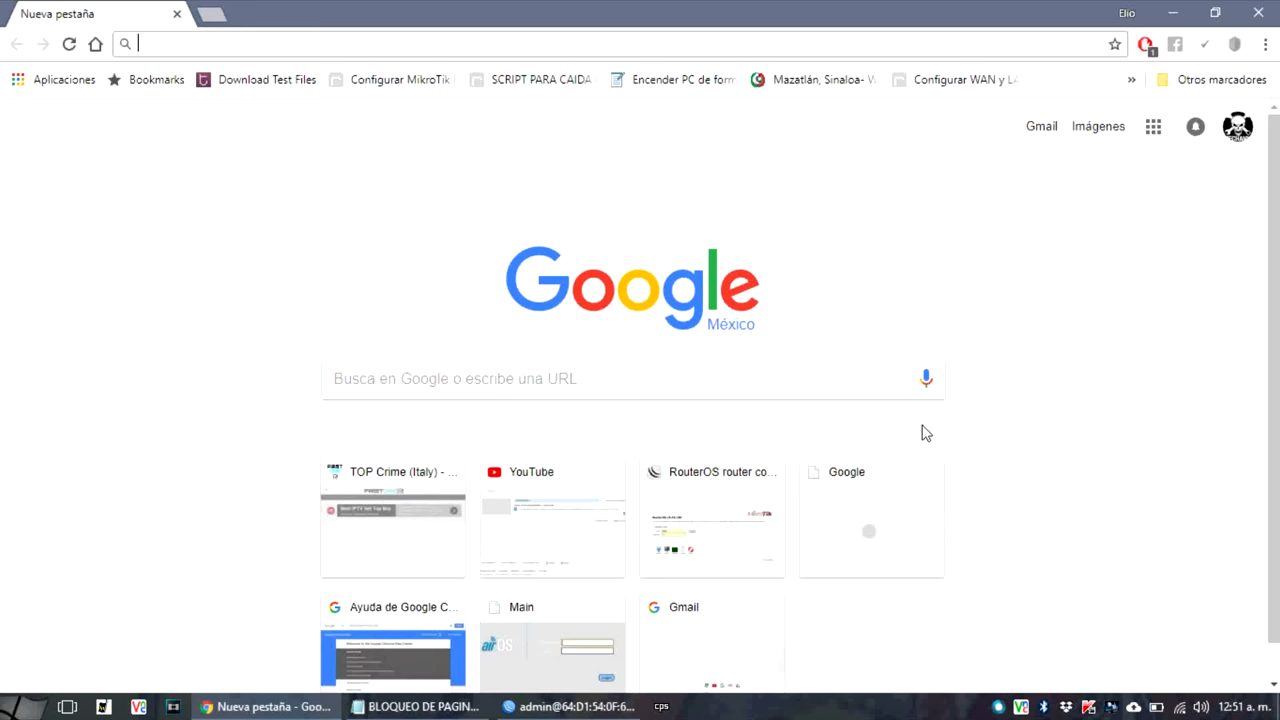 Nueva pestaña
Elio
Aplicaciones
Bookmarks
Download Test Files
Configurar MikroTik
SCRIPT PARA CAIDA
Encender PC de form
Mazatlán, Sinaloa- W
Configurar WAN y LA
»
Otros marcadores
1
Gmail
Imágenes
Google
México
Busca en Google o escribe una URL
TOP Crime (Italy) - ...
YouTube
RouterOS router co...
Google
Ayuda de Google C...
Main
Gmail
Nueva pestaña - Goo...
BLOQUEO DE PAGIN...
admin@64:D1:54:0F:6...
cps
12:51 a. m.